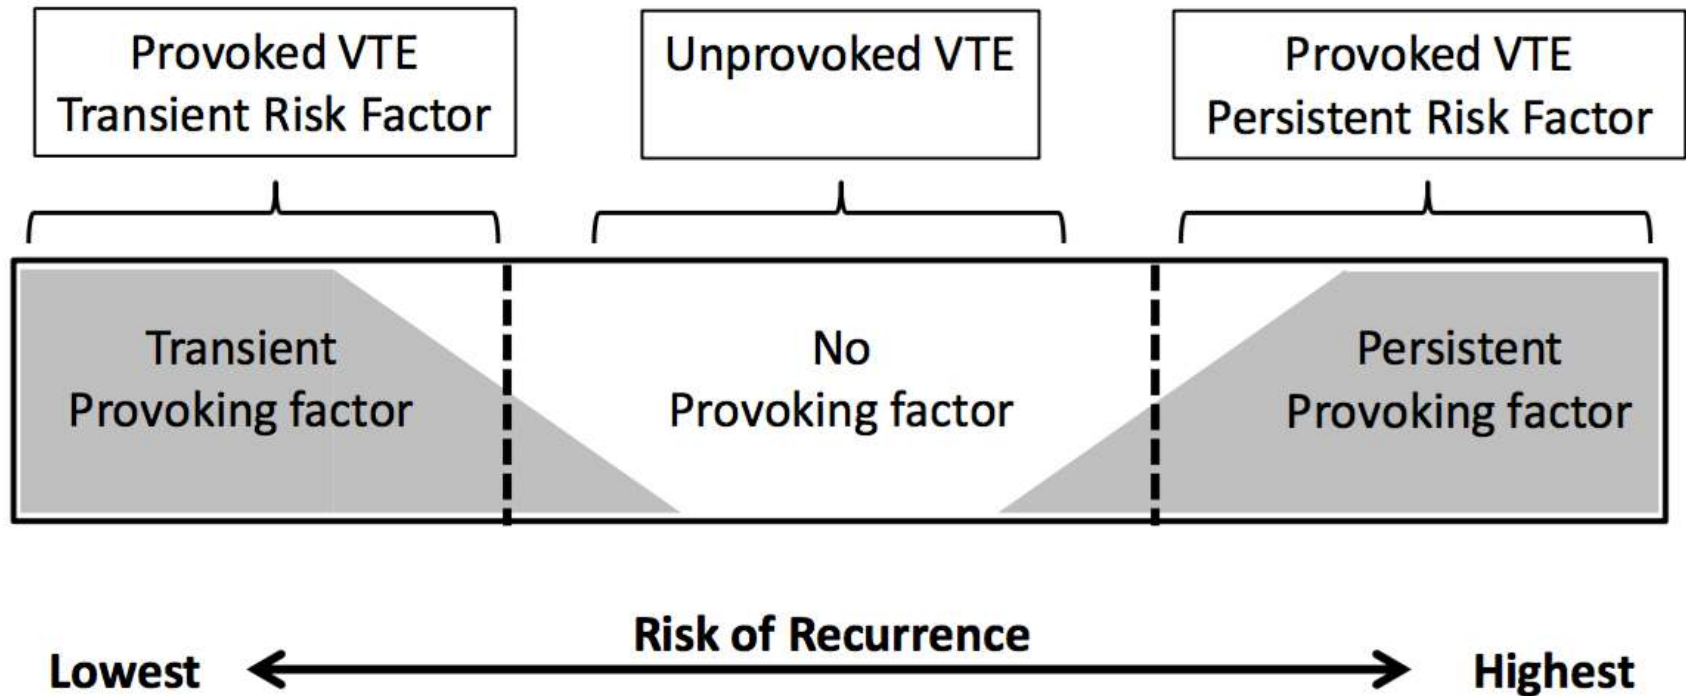 Provoked VTE
Transient Risk Factor
Unprovoked VTE
Provoked VTE
Persistent Risk Factor
Transient
Provoking factor
No
Provoking factor
Persistent
Provoking factor
Risk of Recurrence
Lowest
Highest